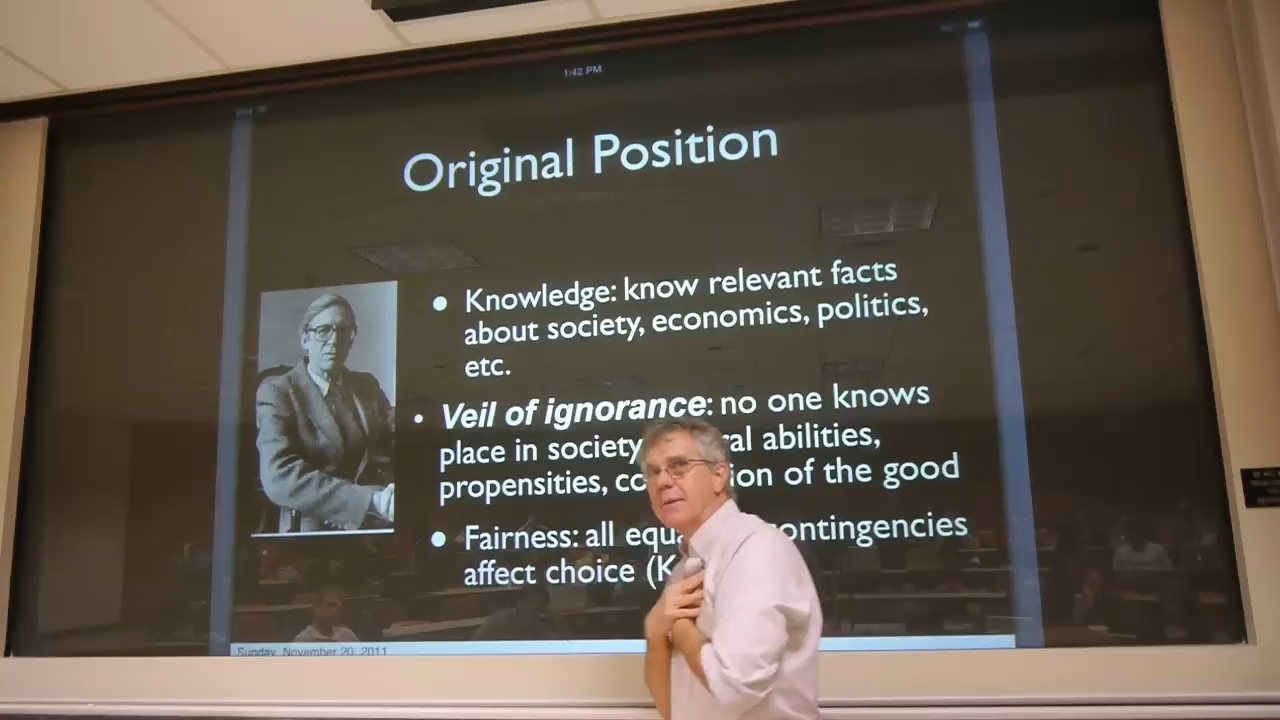 1:42 PM
Original Position
• Knowledge: know relevant facts
about society, economics, politics,
etc.
• Veil of ignorance: no one knows
place in society ral abilities,
propensities, co ion of the good
• Fairness: all equa ontingencies
affect choice (K
Sunday, November 20, 2011